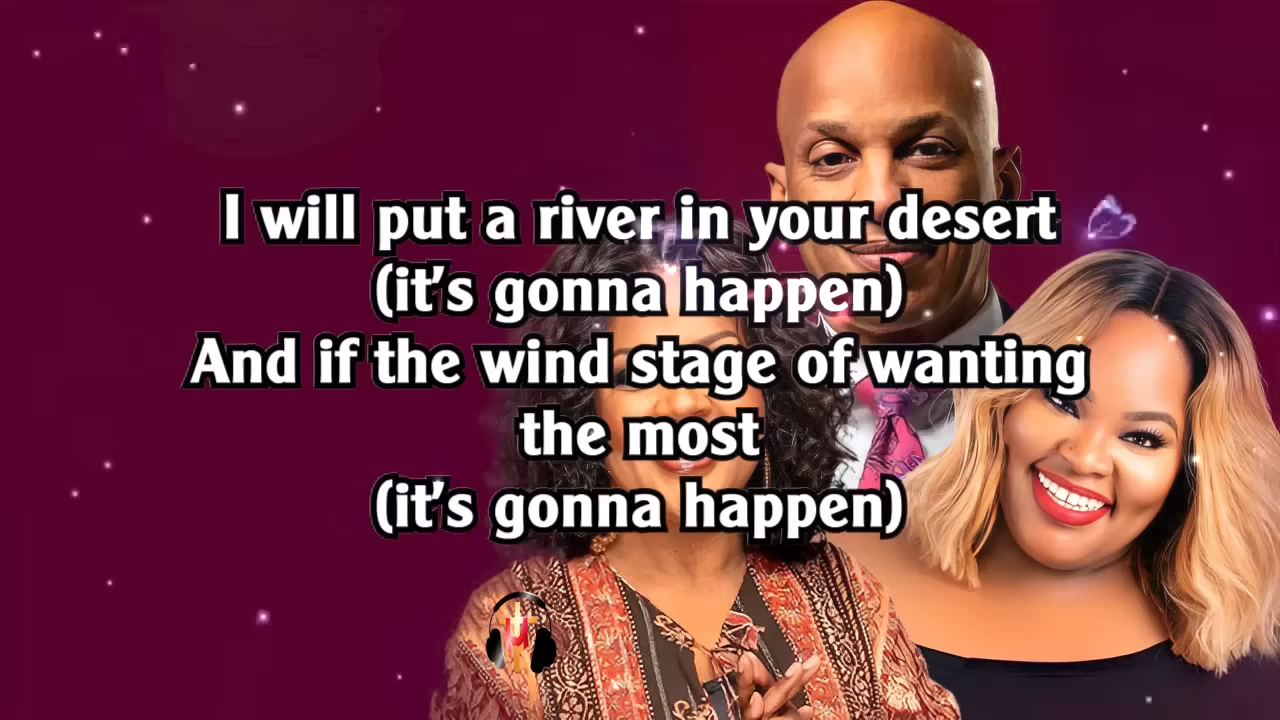 I will put a river in your desert
(it's gonna happen)
And if the wind stage of wanting
the most
(it's gonna happen)